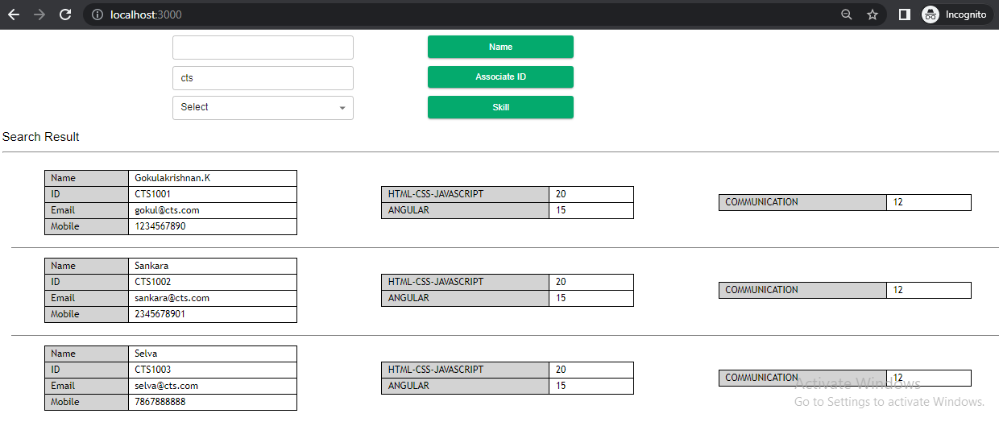 localhost:3000
Incognito
Name
cts
Associate ID
Select
Skill
Search Result
Name Gokulakrishnan.K
ID CTS1001
Email gokul@cts.com
Mobile 1234567890
HTML-CSS-JAVASCRIPT 20
ANGULAR 15
COMMUNICATION 12
Name Sankara
ID CTS1002
Email sankara@cts.com
Mobile 2345678901
HTML-CSS-JAVASCRIPT 20
ANGULAR 15
COMMUNICATION 12
Name Selva
ID CTS1003
Email selva@cts.com
Mobile 7867888888
HTML-CSS-JAVASCRIPT 20
ANGULAR 15
COMMUNICATION 12
Activate Windows
Go to Settings to activate Windows.